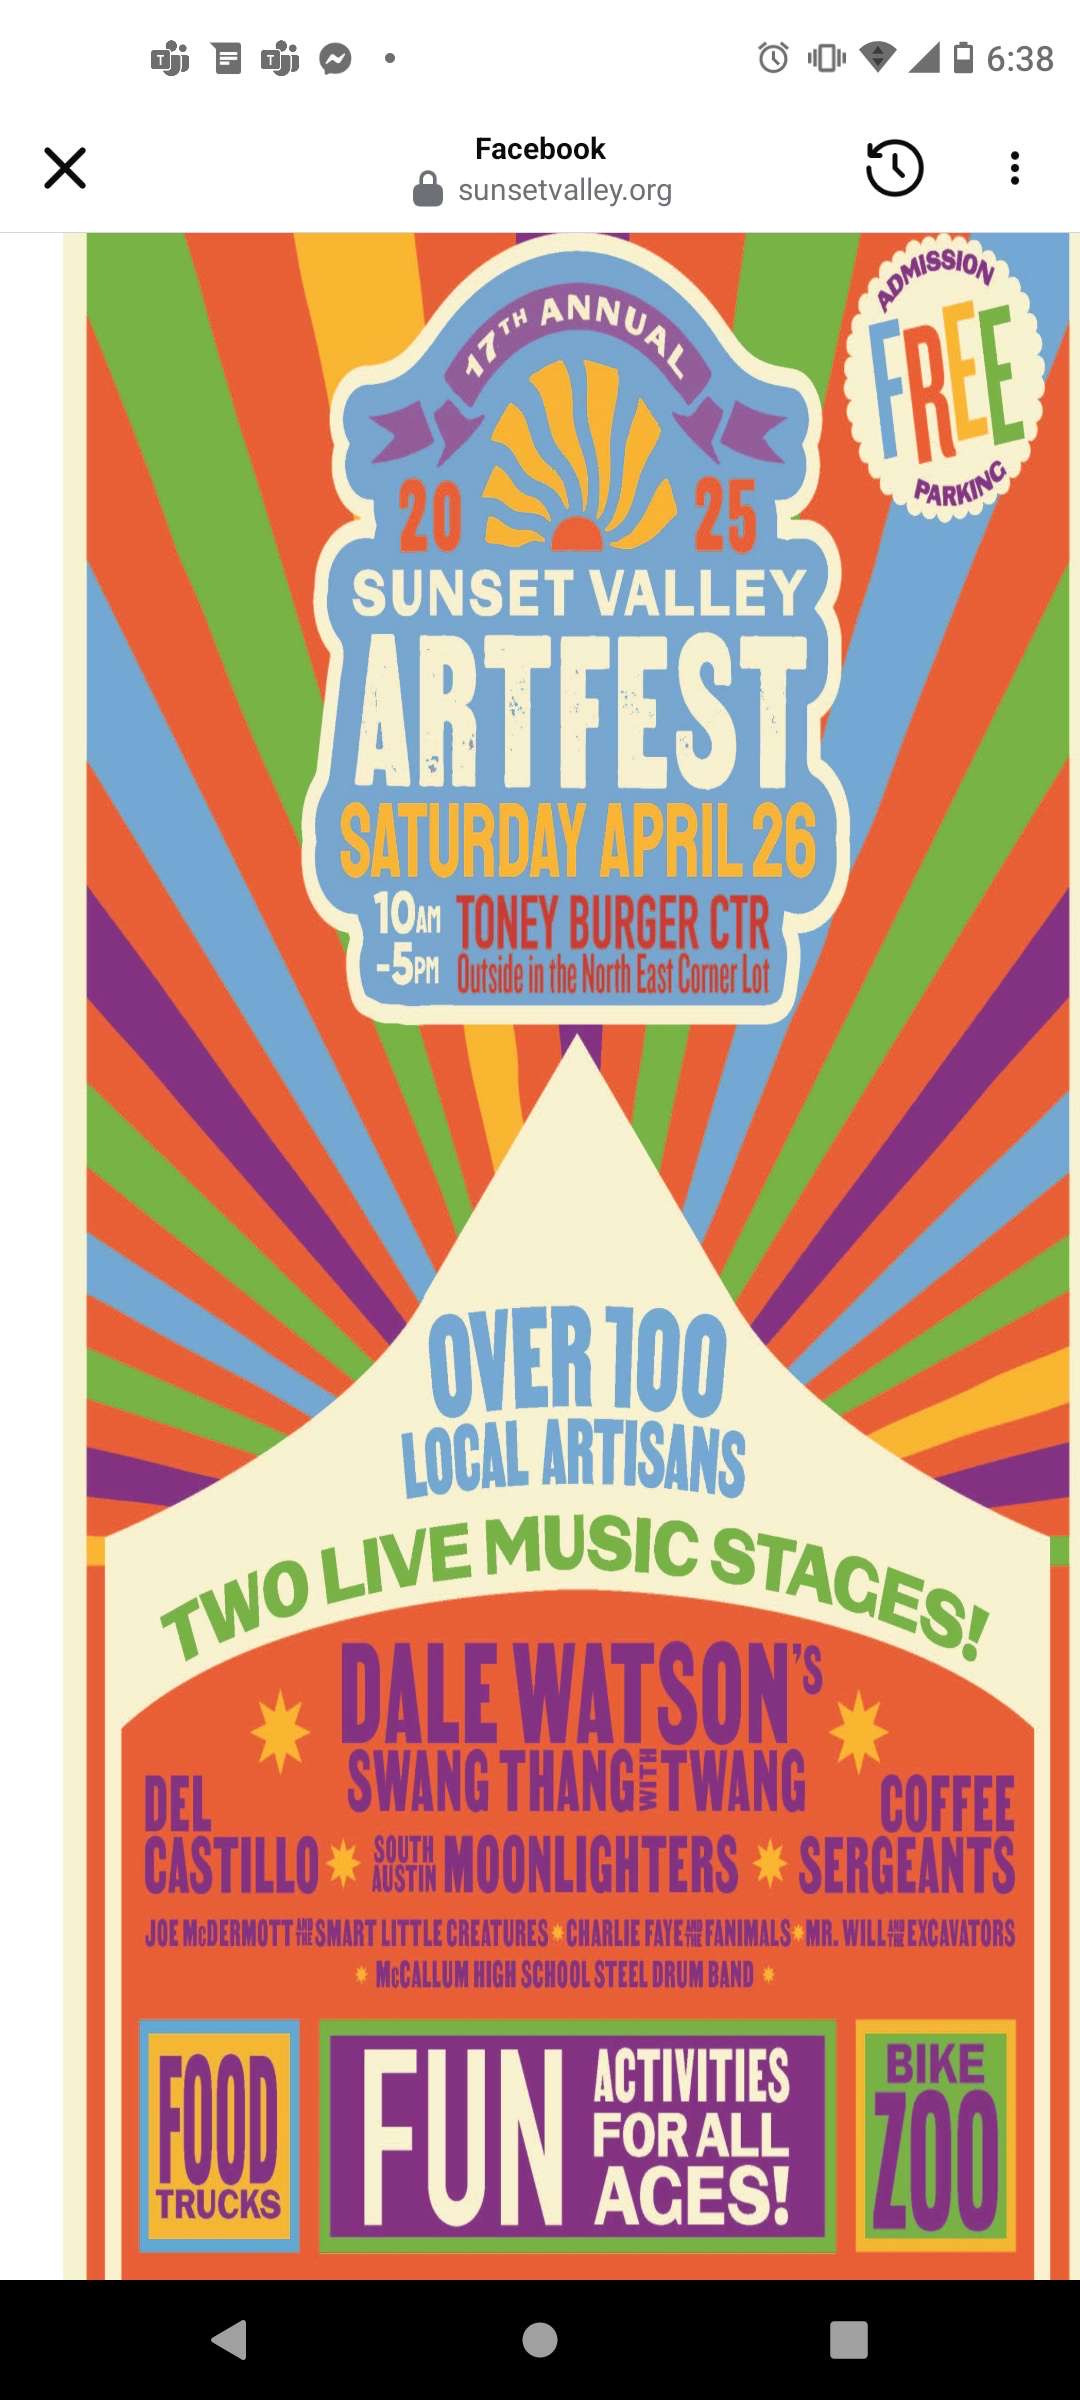 6:38
Facebook
sunsetvalley.org
ADMISSION
FREE
PARKING
17TH ANNUAL
20 25
SUNSET VALLEY
ARTFEST
SATURDAY APRIL 26
10AM
-5PM
TONEY BURGER CTR
Outside in the North East Corner Lot
OVER 100
LOCAL ARTISANS
TWO LIVE MUSIC STAGES!
DALE WATSON'S
SWANG THANG WITH TWANG
DEL
CASTILLO
SOUTH
AUSTIN
MOONLIGHTERS
COFFEE
SERGEANTS
JOE McDERMOTT AND THE SMART LITTLE CREATURES CHARLIE FAYE AND THE FANIMALS MR. WILL AND THE EXCAVATORS
McCALLUM HIGH SCHOOL STEEL DRUM BAND
FOOD
TRUCKS
FUN
ACTIVITIES
FOR ALL
AGES!
BIKE
ZOO